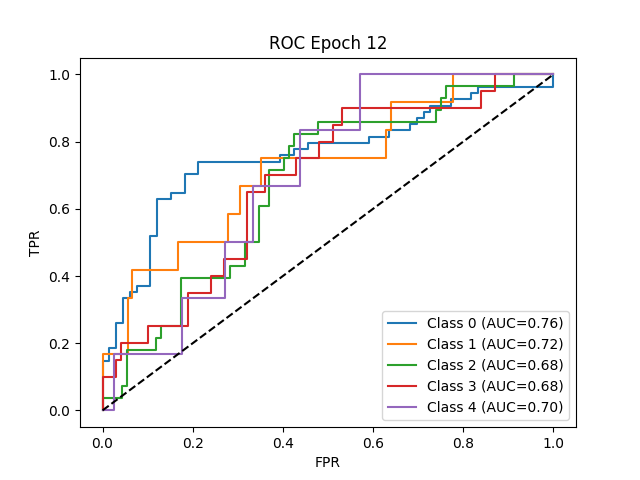 ROC Epoch 12
TPR
1.0
0.8
0.6
0.4
0.2
0.0
Class 0 (AUC=0.76)
Class 1 (AUC=0.72)
Class 2 (AUC=0.68)
Class 3 (AUC=0.68)
Class 4 (AUC=0.70)
0.0 0.2 0.4 0.6 0.8 1.0
FPR